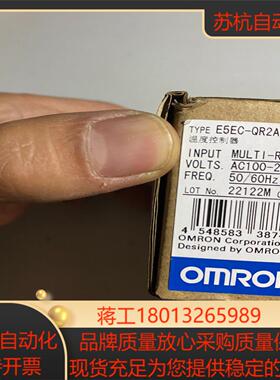 苏杭自动
TYPE E5EC-QR2A
温度控制器
INPUT MULTI-R
VOLTS. AC100-2
FREQ. 50/60Hz
LOT No. 22122M
4 548583 387
OMRON Corporation
Designed by OMRON
OMRON
蒋工18013265989
自动化
品牌质量放心采购质量保
开票
现货充足为您提供死后